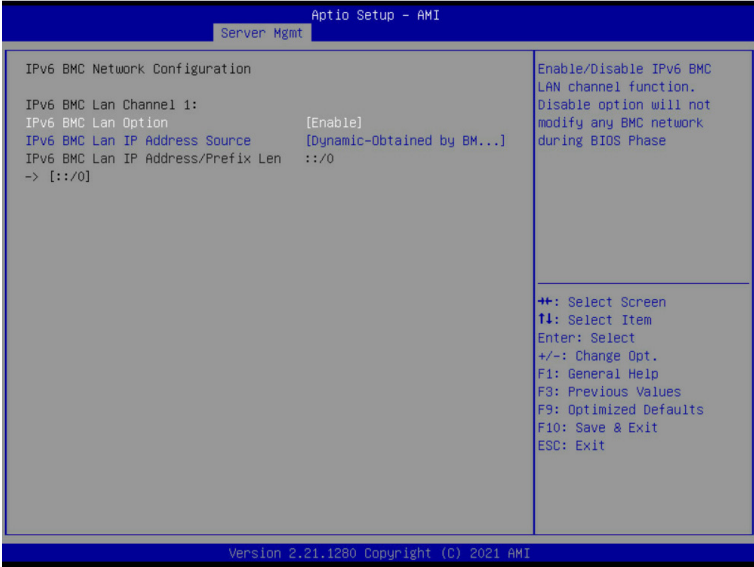 Aptio Setup – AMI
Server Mgmt
IPv6 BMC Network Configuration
IPv6 BMC Lan Channel 1:
IPv6 BMC Lan Option [Enable]
IPv6 BMC Lan IP Address Source [Dynamic-Obtained by BM...]
IPv6 BMC Lan IP Address/Prefix Len ::/0
-> [::/0]
Enable/Disable IPv6 BMC
LAN channel function.
Disable option will not
modify any BMC network
during BIOS Phase
→←: Select Screen
↑↓: Select Item
Enter: Select
+/-: Change Opt.
F1: General Help
F3: Previous Values
F9: Optimized Defaults
F10: Save & Exit
ESC: Exit
Version 2.21.1280 Copyright (C) 2021 AMI